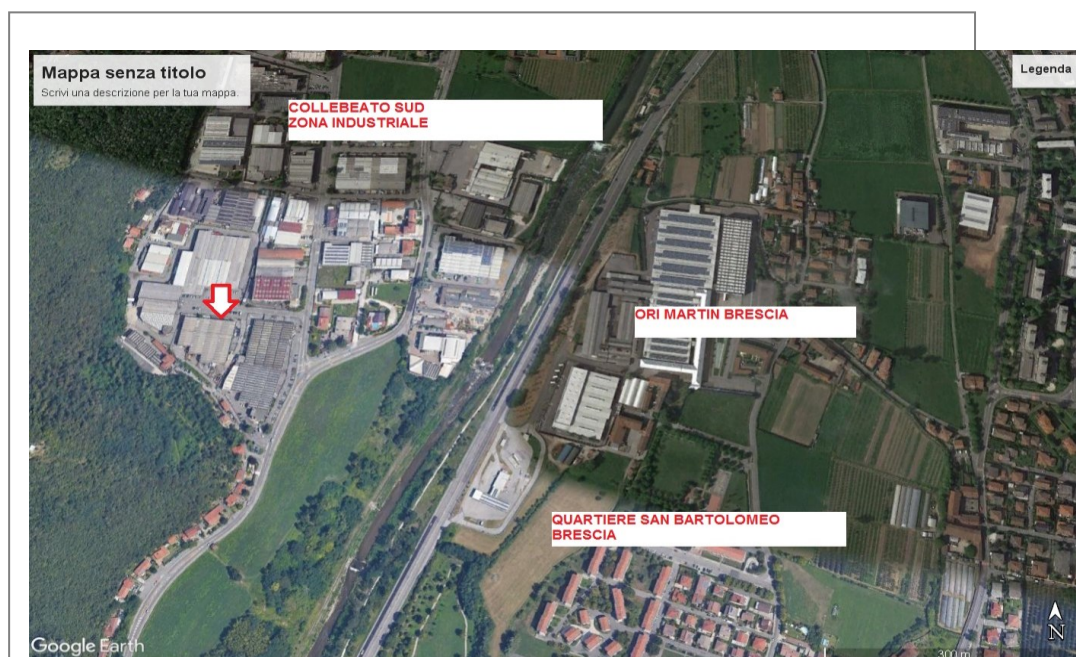 Mappa senza titolo
Scrivi una descrizione per la tua mappa.
Legenda
COLLEBEATO SUD
ZONA INDUSTRIALE
ORI MARTIN BRESCIA
QUARTIERE SAN BARTOLOMEO
BRESCIA
N
Google Earth
300 m